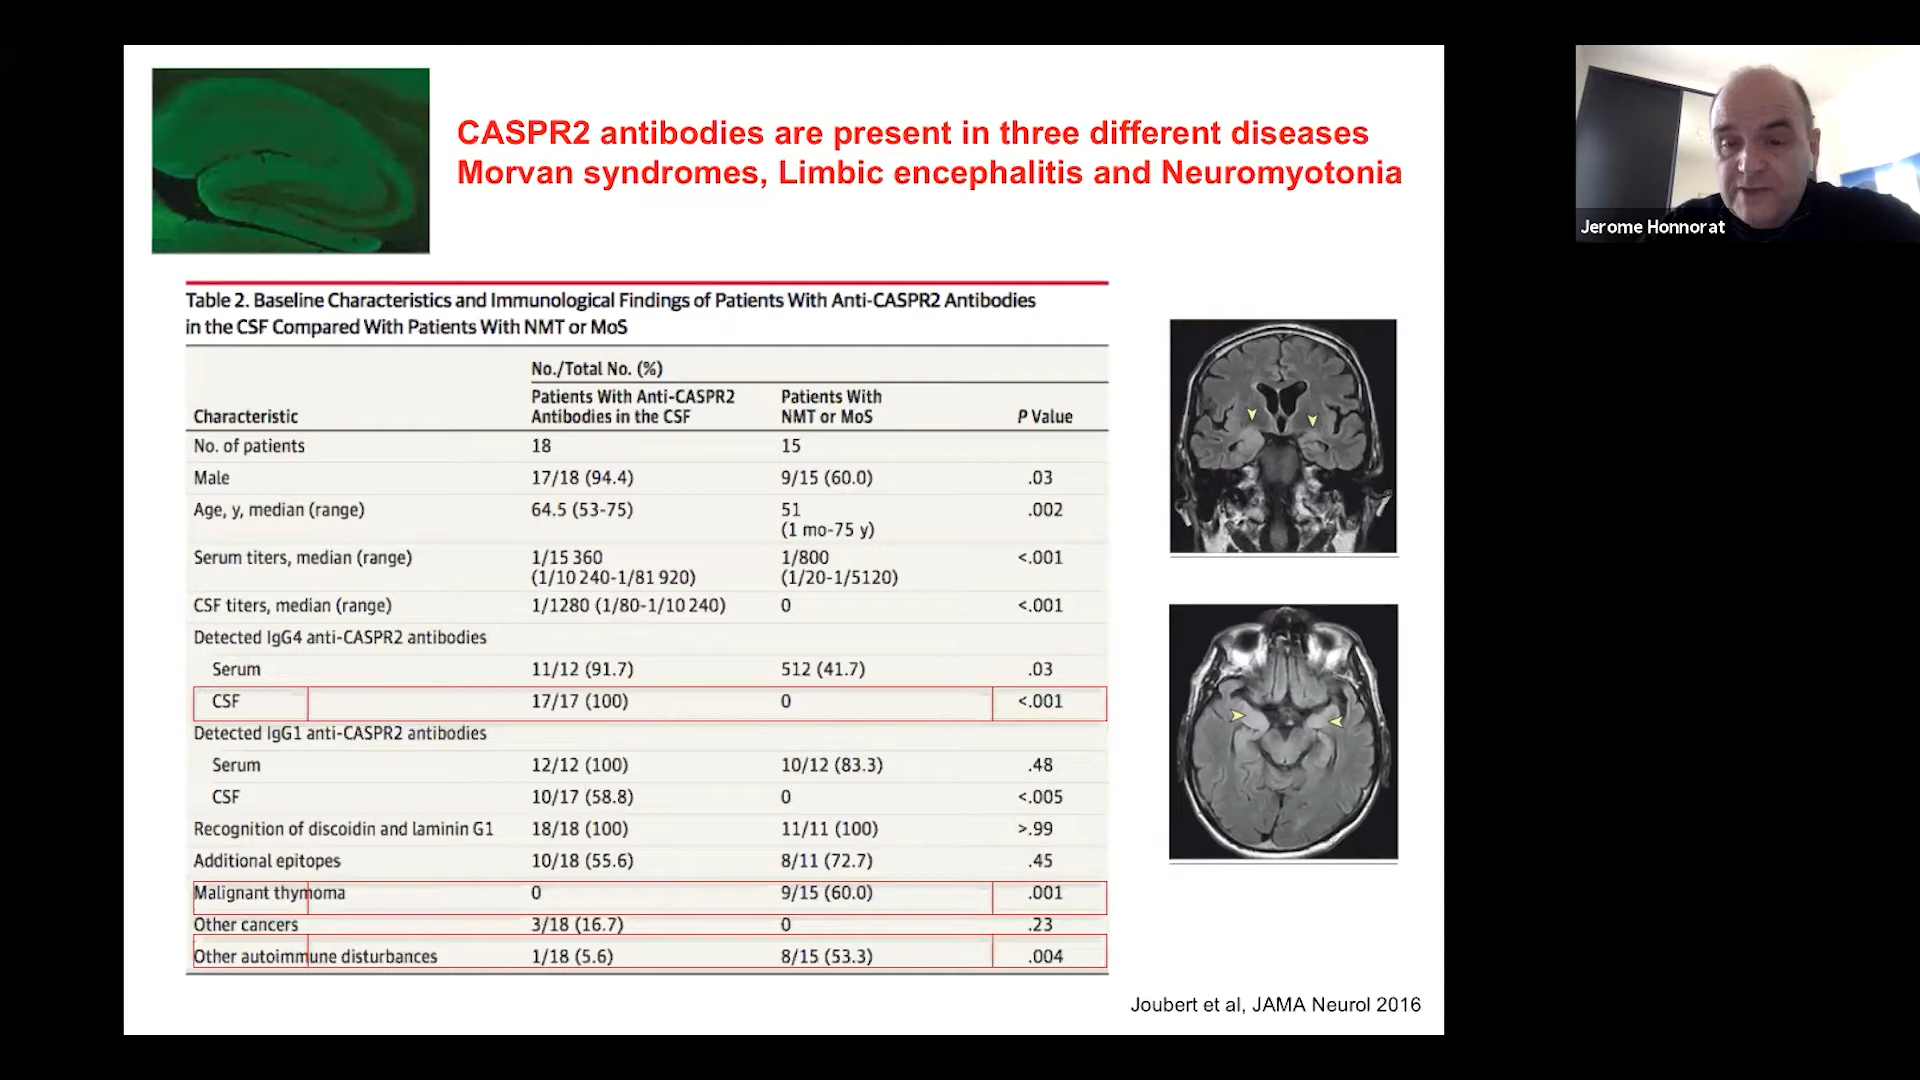 CASPR2 antibodies are present in three different diseases
Morvan syndromes, Limbic encephalitis and Neuromyotonia
Jerome Honnorat
Table 2. Baseline Characteristics and Immunological Findings of Patients With Anti-CASPR2 Antibodies
in the CSF Compared With Patients With NMT or MoS
No./Total No. (%)
Characteristic Patients With Anti-CASPR2 Antibodies in the CSF Patients With NMT or MoS P Value
No. of patients 18 15
Male 17/18 (94.4) 9/15 (60.0) .03
Age, y, median (range) 64.5 (53-75) 51 (1 mo-75 y) .002
Serum titers, median (range) 1/15 360 (1/10 240-1/81 920) 1/800 (1/20-1/5120) <.001
CSF titers, median (range) 1/1280 (1/80-1/10 240) 0 <.001
Detected IgG4 anti-CASPR2 antibodies
Serum 11/12 (91.7) 512 (41.7) .03
CSF 17/17 (100) 0 <.001
Detected IgG1 anti-CASPR2 antibodies
Serum 12/12 (100) 10/12 (83.3) .48
CSF 10/17 (58.8) 0 <.005
Recognition of discoidin and laminin G1 18/18 (100) 11/11 (100) >.99
Additional epitopes 10/18 (55.6) 8/11 (72.7) .45
Malignant thymoma 0 9/15 (60.0) .001
Other cancers 3/18 (16.7) 0 .23
Other autoimmune disturbances 1/18 (5.6) 8/15 (53.3) .004
Joubert et al, JAMA Neurol 2016